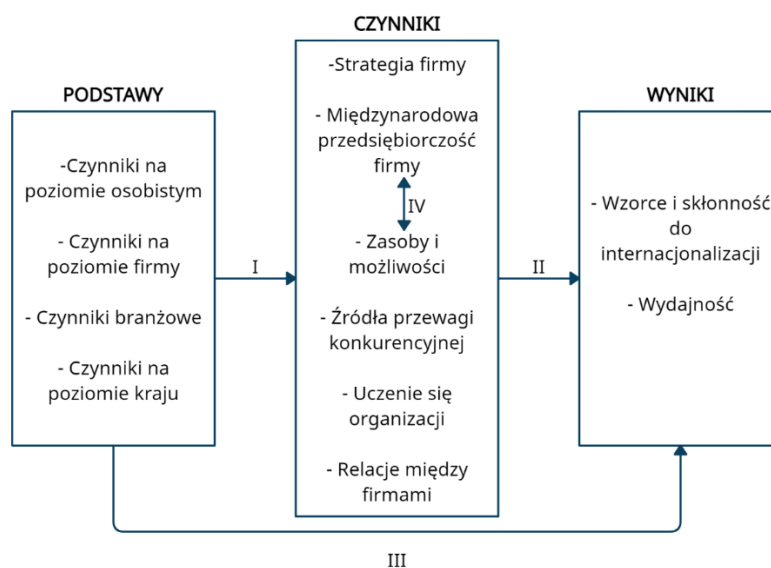 PODSTAWY
-Czynniki na
poziomie osobistym
- Czynniki na
poziomie firmy
- Czynniki branżowe
- Czynniki na
poziomie kraju
I
CZYNNIKI
-Strategia firmy
- Międzynarodowa
przedsiębiorczość
firmy
IV
- Zasoby i
możliwości
- Źródła przewagi
konkurencyjnej
- Uczenie się
organizacji
- Relacje między
firmami
II
WYNIKI
- Wzorce i skłonność
do
internacjonalizacji
- Wydajność
III